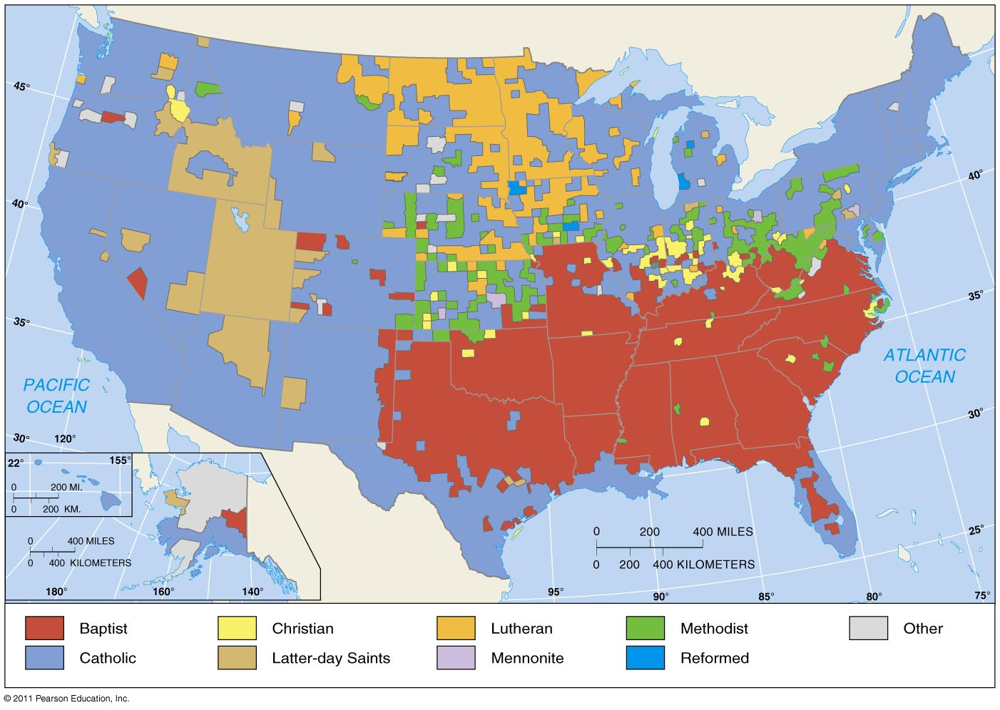 45°
40°
35°
30°
120°
45°
40°
35°
30°
25°
PACIFIC
OCEAN
ATLANTIC
OCEAN
22°
155°
0 200 MI.
0 200 KM.
0 400 MILES
0 400 KILOMETERS
180°
160°
140°
0 200 400 MILES
0 200 400 KILOMETERS
95°
90°
85°
80°
75°
Baptist
Christian
Lutheran
Methodist
Other
Catholic
Latter-day Saints
Mennonite
Reformed
© 2011 Pearson Education, Inc.